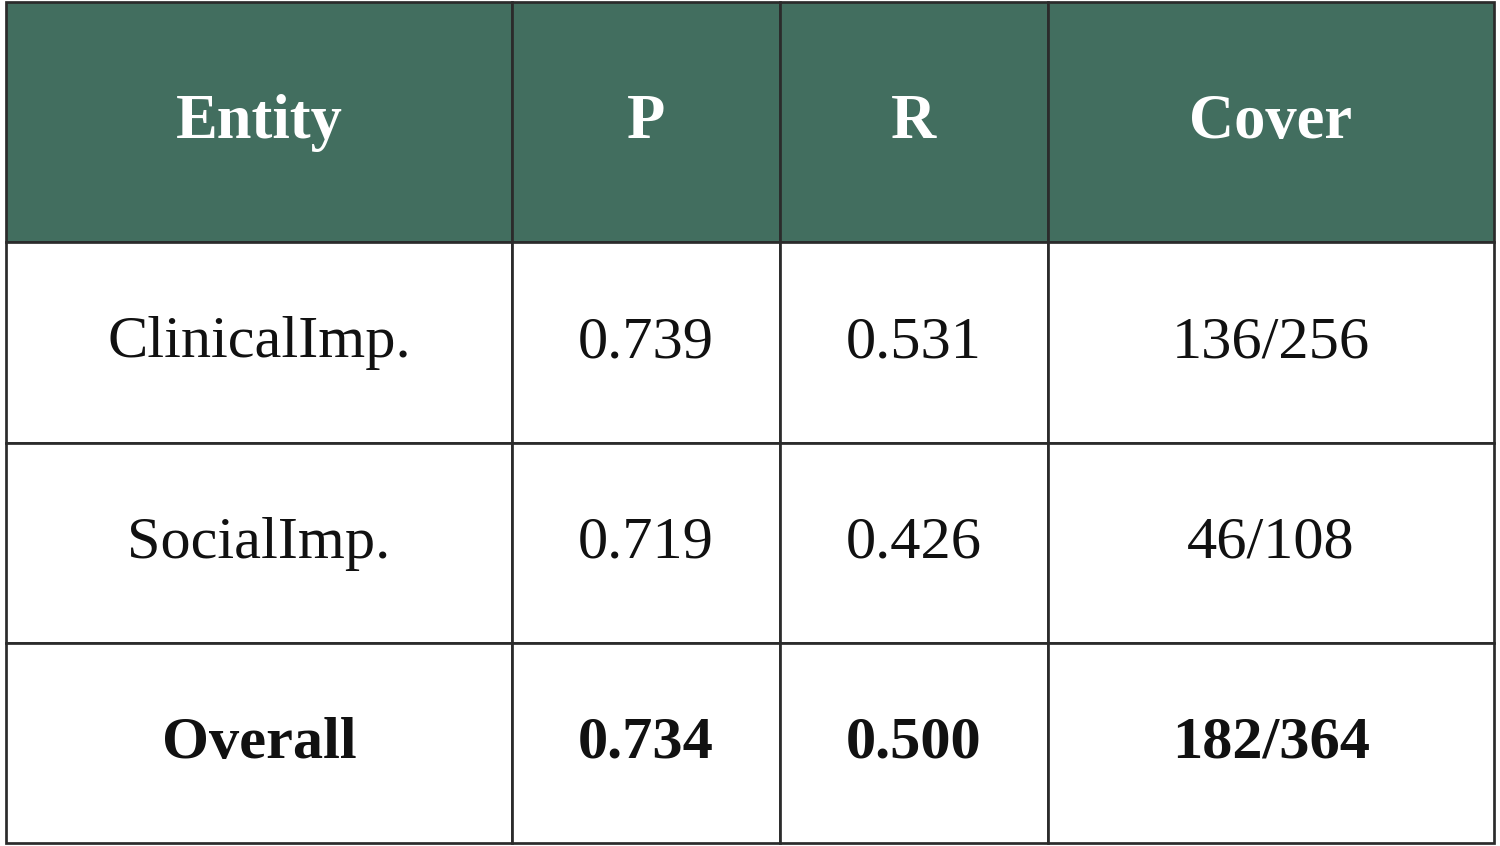 Entity P R Cover
ClinicalImp. 0.739 0.531 136/256
SocialImp. 0.719 0.426 46/108
Overall 0.734 0.500 182/364